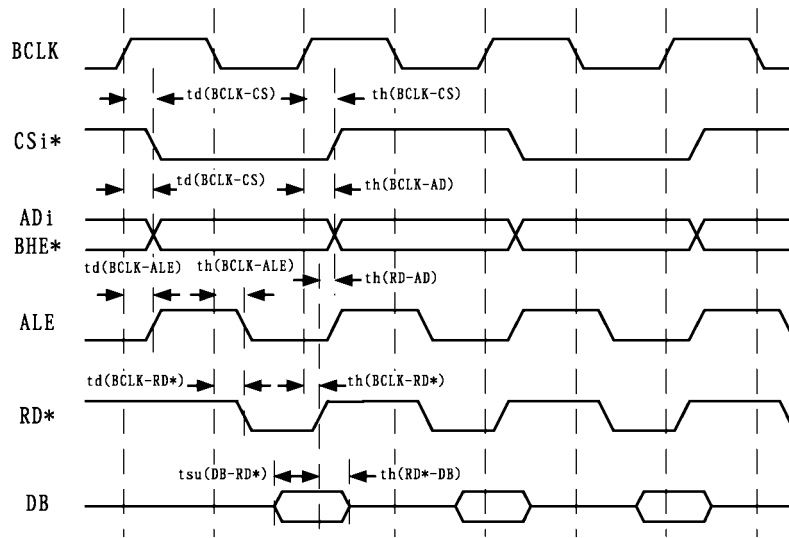 BCLK
td(BCLK-CS) th(BCLK-CS)
CSi*
td(BCLK-CS) th(BCLK-AD)
ADi
BHE*
td(BCLK-ALE) th(BCLK-ALE) th(RD-AD)
ALE
td(BCLK-RD*) th(BCLK-RD*)
RD*
tsu(DB-RD*) th(RD*-DB)
DB